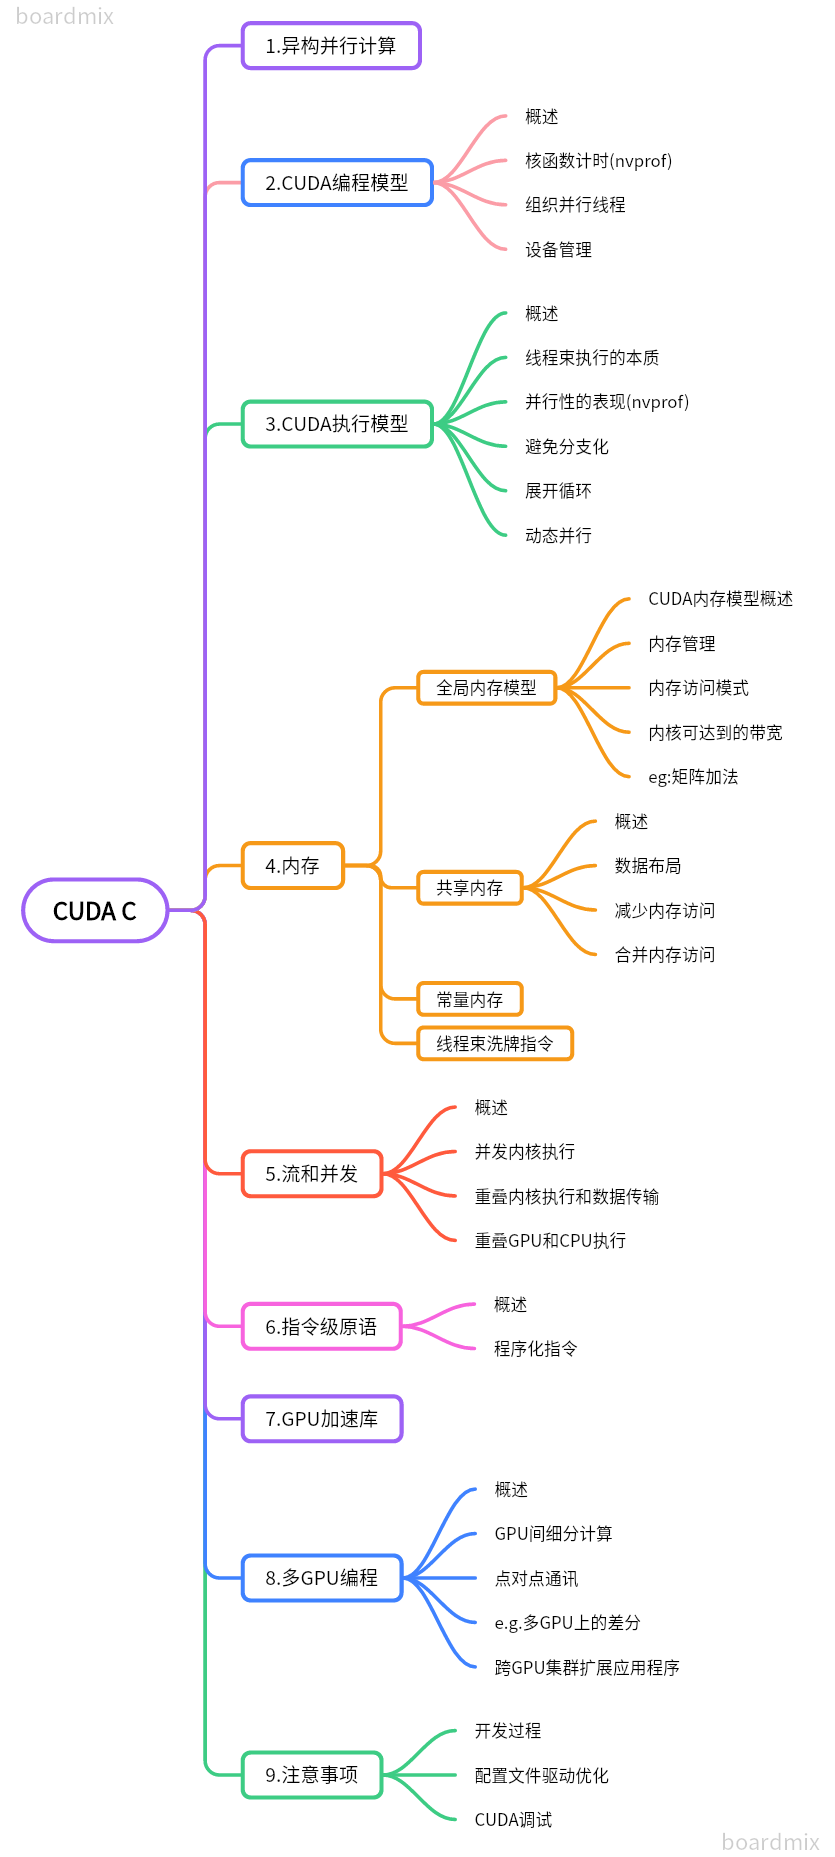 boardmix
1.异构并行计算
2.CUDA编程模型
概述
核函数计时(nvprof)
组织并行线程
设备管理
3.CUDA执行模型
概述
线程束执行的本质
并行性的表现(nvprof)
避免分支化
展开循环
动态并行
CUDA C
4.内存
全局内存模型
CUDA内存模型概述
内存管理
内存访问模式
内核可达到的带宽
eg:矩阵加法
共享内存
概述
数据布局
减少内存访问
合并内存访问
常量内存
线程束洗牌指令
5.流和并发
概述
并发内核执行
重叠内核执行和数据传输
重叠GPU和CPU执行
6.指令级原语
概述
程序化指令
7.GPU加速库
8.多GPU编程
概述
GPU间细分计算
点对点通讯
e.g.多GPU上的差分
跨GPU集群扩展应用程序
9.注意事项
开发过程
配置文件驱动优化
CUDA调试
boardmix